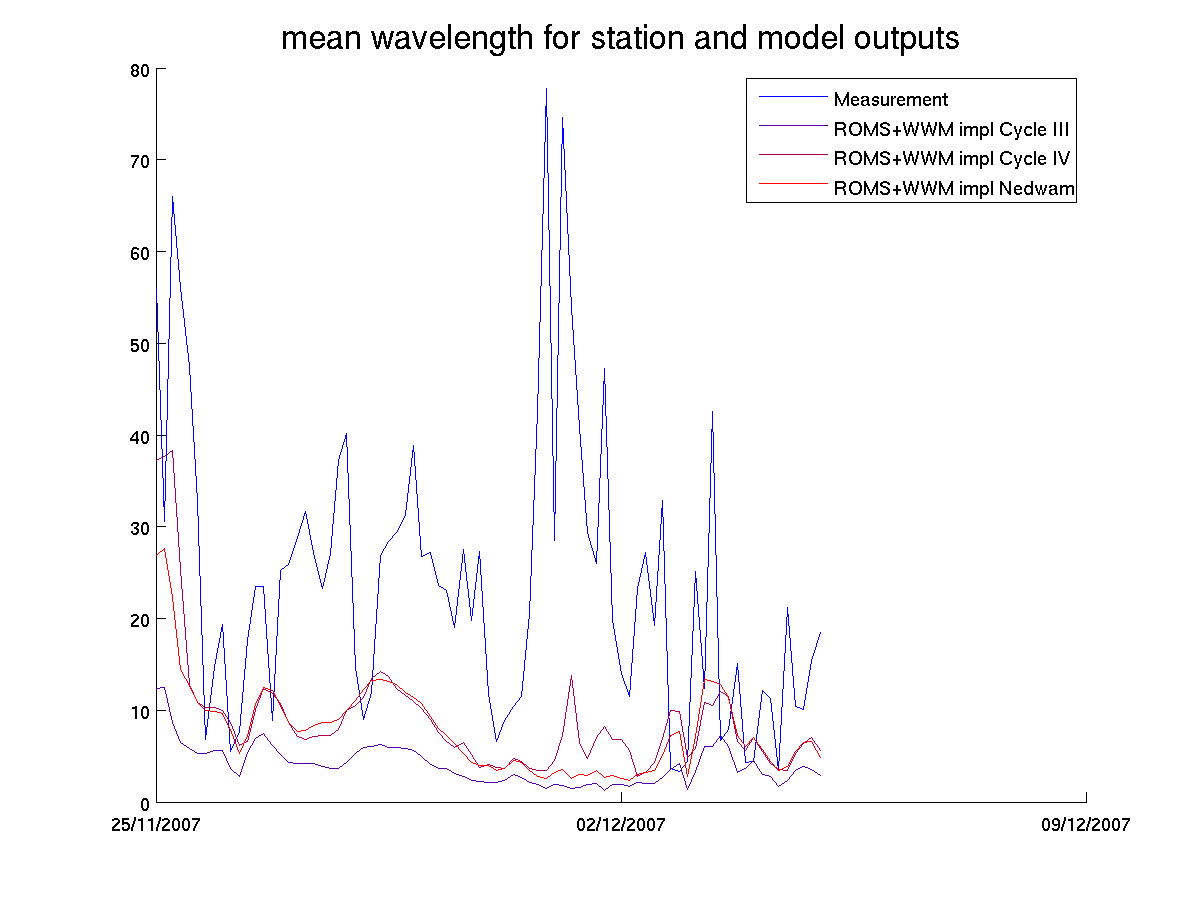 mean wavelength for station and model outputs
80
70
60
50
40
30
20
10
0
25/11/2007
02/12/2007
09/12/2007
Measurement
ROMS+WWM impl Cycle III
ROMS+WWM impl Cycle IV
ROMS+WWM impl Nedwam